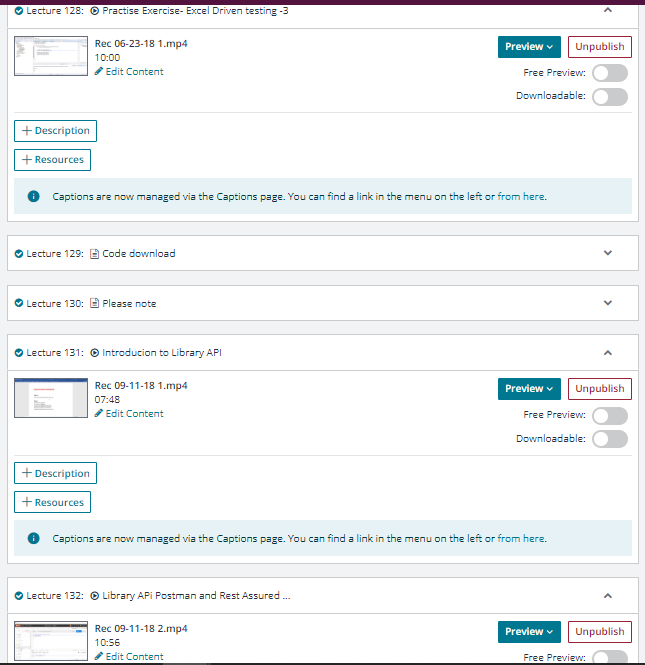 Lecture 128: Practise Exercise- Excel Driven testing -3
Rec 06-23-18 1.mp4
Preview
Unpublish
10:00
Edit Content
Free Preview:
Downloadable:
+ Description
+ Resources
Captions are now managed via the Captions page. You can find a link in the menu on the left or from here.
Lecture 129: Code download
Lecture 130: Please note
Lecture 131: Introducion to Library API
Rec 09-11-18 1.mp4
Preview
Unpublish
07:48
Edit Content
Free Preview:
Downloadable:
+ Description
+ Resources
Captions are now managed via the Captions page. You can find a link in the menu on the left or from here.
Lecture 132: Library APi Postman and Rest Assured ...
Rec 09-11-18 2.mp4
Preview
Unpublish
10:56
Edit Content
Free Preview: